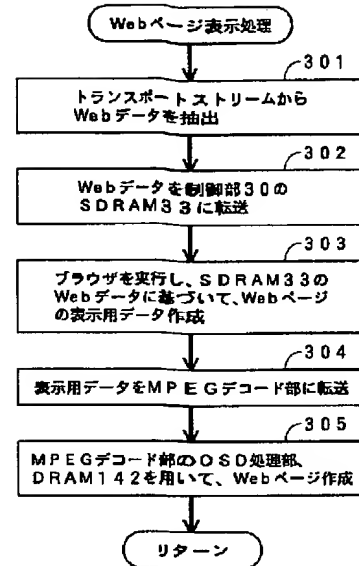 Webページ表示処理
301
トランスポートストリームから
Webデータを抽出
302
Webデータを制御部30の
SDRAM33に転送
303
ブラウザを実行し、SDRAM33の
Webデータに基づいて、Webページ
の表示用データ作成
304
表示用データをMPEGデコード部に転送
305
MPEGデコード部のOSD処理部、
DRAM142を用いて、Webページ作成
リターン